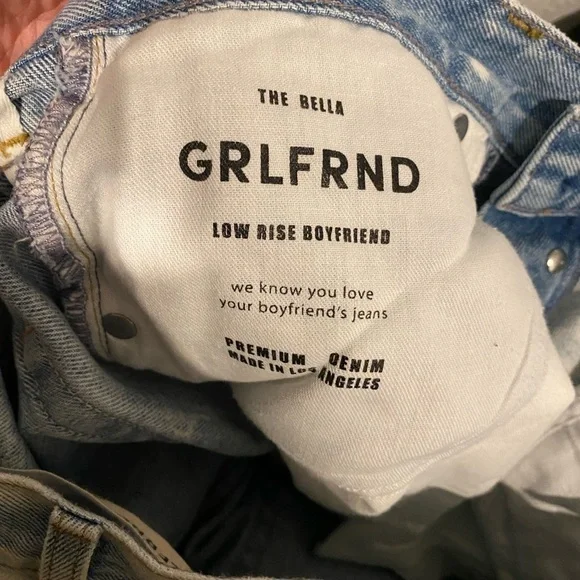 THE BELLA
GRLFRND
LOW RISE BOYFRIEND
we know you love
your boyfriend's jeans
PREMIUM DENIM
MADE IN LOS ANGELES